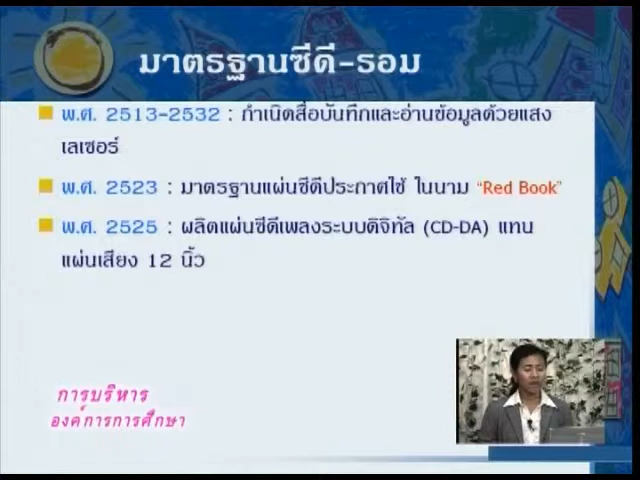 มาตรฐานซีดี-รอม
พ.ศ. 2513-2532 : กำเนิดสื่อบันทึกและอ่านข้อมูลด้วยแสง
เลเซอร์
พ.ศ. 2523 : มาตรฐานแผ่นซีดีประกาศใช้ ในนาม "Red Book"
พ.ศ. 2525 : ผลิตแผ่นซีดีเพลงระบบดิจิทัล (CD-DA) แทน
แผ่นเสียง 12 นิ้ว
การบริหาร
องค์การการศึกษา